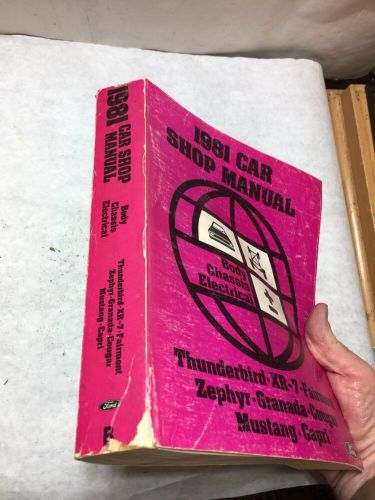 1981 CAR SHOP
MANUAL
Body
Chassis
Electrical
Thunderbird·XR-7·Fairmont
Zephyr·Granada·Cougar
Mustang·Capri
Ford
1981 CAR
SHOP MANUAL
Body
Chassis
Electrical
Thunderbird·XR-7·Fairmont
Zephyr·Granada·Cougar
Mustang·Capri